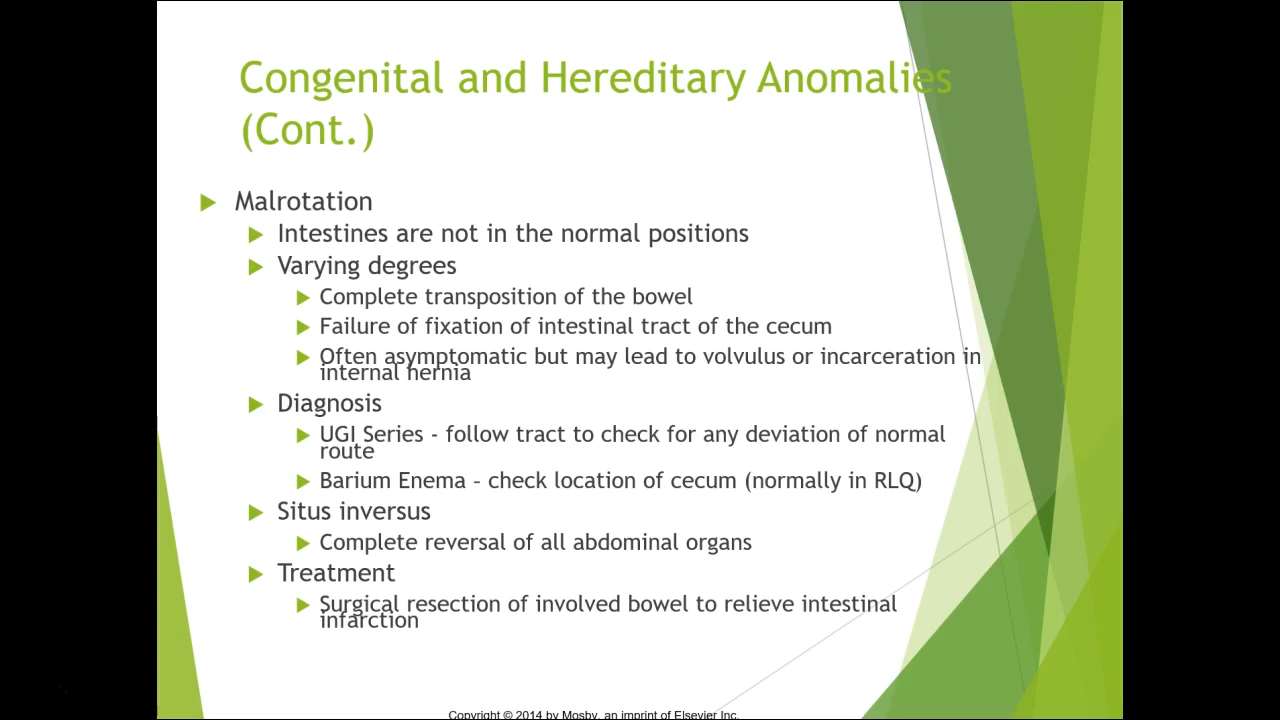 Congenital and Hereditary Anomalies
(Cont.)
Malrotation
Intestines are not in the normal positions
Varying degrees
Complete transposition of the bowel
Failure of fixation of intestinal tract of the cecum
Often asymptomatic but may lead to volvulus or incarceration in
internal hernia
Diagnosis
UGI Series - follow tract to check for any deviation of normal
route
Barium Enema – check location of cecum (normally in RLQ)
Situs inversus
Complete reversal of all abdominal organs
Treatment
Surgical resection of involved bowel to relieve intestinal
infarction
Copyright © 2014 by Mosby, an imprint of Elsevier Inc.